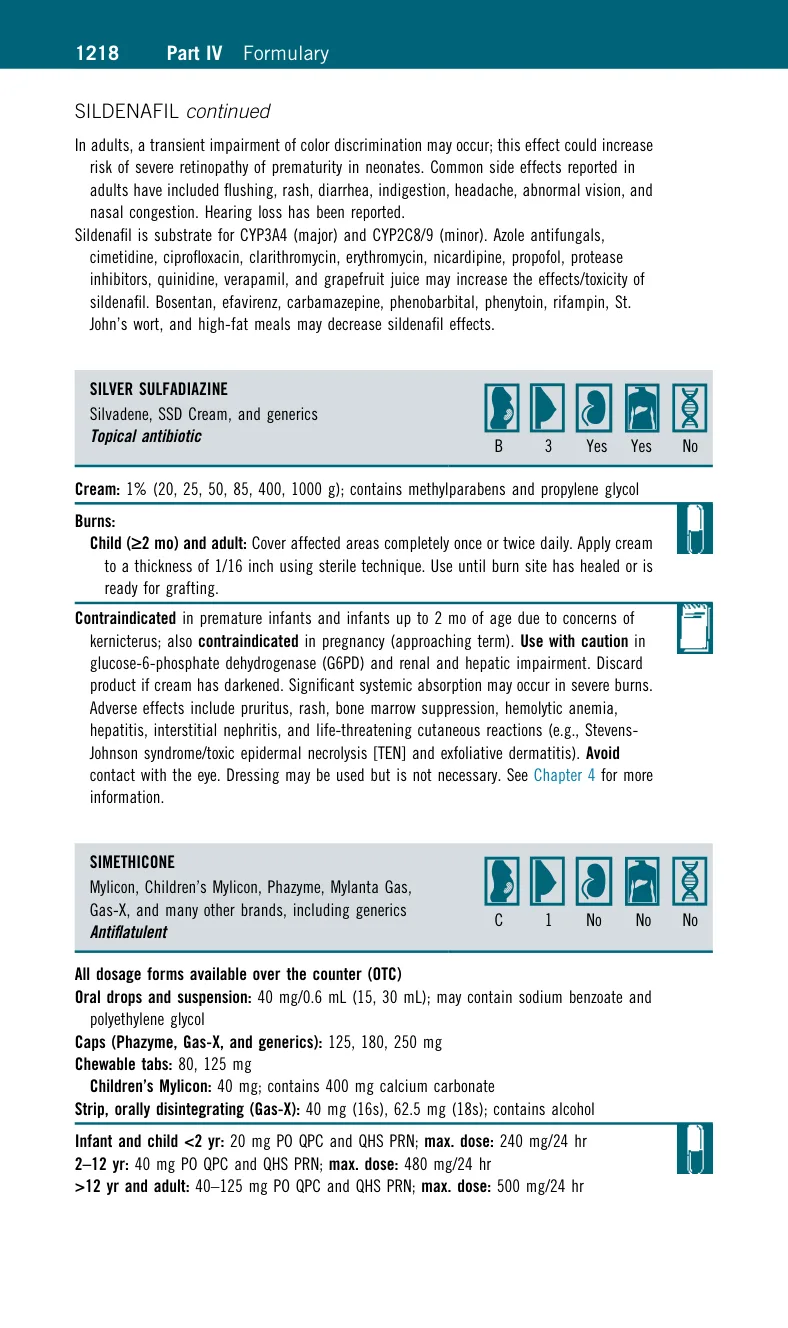 1218 Part IV Formulary
SILDENAFIL continued
In adults, a transient impairment of color discrimination may occur; this effect could increase
risk of severe retinopathy of prematurity in neonates. Common side effects reported in
adults have included flushing, rash, diarrhea, indigestion, headache, abnormal vision, and
nasal congestion. Hearing loss has been reported.
Sildenafil is substrate for CYP3A4 (major) and CYP2C8/9 (minor). Azole antifungals,
cimetidine, ciprofloxacin, clarithromycin, erythromycin, nicardipine, propofol, protease
inhibitors, quinidine, verapamil, and grapefruit juice may increase the effects/toxicity of
sildenafil. Bosentan, efavirenz, carbamazepine, phenobarbital, phenytoin, rifampin, St.
John's wort, and high-fat meals may decrease sildenafil effects.
SILVER SULFADIAZINE
Silvadene, SSD Cream, and generics
Topical antibiotic
B 3 Yes Yes No
Cream: 1% (20, 25, 50, 85, 400, 1000 g); contains methylparabens and propylene glycol
Burns:
Child (≥2 mo) and adult: Cover affected areas completely once or twice daily. Apply cream
to a thickness of 1/16 inch using sterile technique. Use until burn site has healed or is
ready for grafting.
Contraindicated in premature infants and infants up to 2 mo of age due to concerns of
kernicterus; also contraindicated in pregnancy (approaching term). Use with caution in
glucose-6-phosphate dehydrogenase (G6PD) and renal and hepatic impairment. Discard
product if cream has darkened. Significant systemic absorption may occur in severe burns.
Adverse effects include pruritus, rash, bone marrow suppression, hemolytic anemia,
hepatitis, interstitial nephritis, and life-threatening cutaneous reactions (e.g., Stevens-
Johnson syndrome/toxic epidermal necrolysis [TEN] and exfoliative dermatitis). Avoid
contact with the eye. Dressing may be used but is not necessary. See Chapter 4 for more
information.
SIMETHICONE
Mylicon, Children's Mylicon, Phazyme, Mylanta Gas,
Gas-X, and many other brands, including generics
Antiflatulent
C 1 No No No
All dosage forms available over the counter (OTC)
Oral drops and suspension: 40 mg/0.6 mL (15, 30 mL); may contain sodium benzoate and
polyethylene glycol
Caps (Phazyme, Gas-X, and generics): 125, 180, 250 mg
Chewable tabs: 80, 125 mg
Children's Mylicon: 40 mg; contains 400 mg calcium carbonate
Strip, orally disintegrating (Gas-X): 40 mg (16s), 62.5 mg (18s); contains alcohol
Infant and child <2 yr: 20 mg PO QPC and QHS PRN; max. dose: 240 mg/24 hr
2–12 yr: 40 mg PO QPC and QHS PRN; max. dose: 480 mg/24 hr
>12 yr and adult: 40–125 mg PO QPC and QHS PRN; max. dose: 500 mg/24 hr